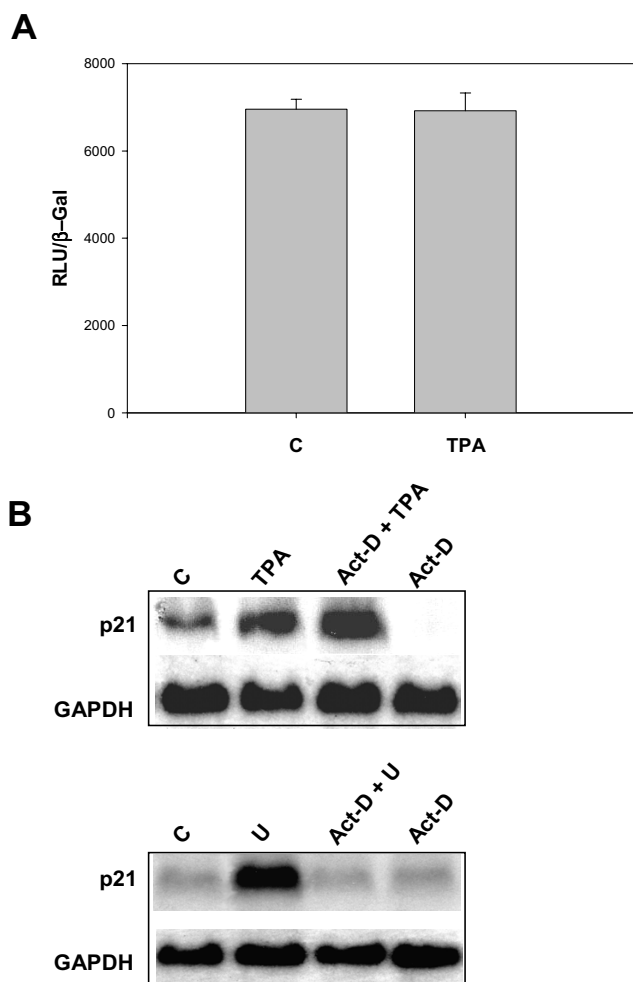 A
8000
6000
4000
2000
0
RLU/β–Gal
C TPA
B
C TPA Act-D + TPA Act-D
p21
GAPDH
C U Act-D + U Act-D
p21
GAPDH